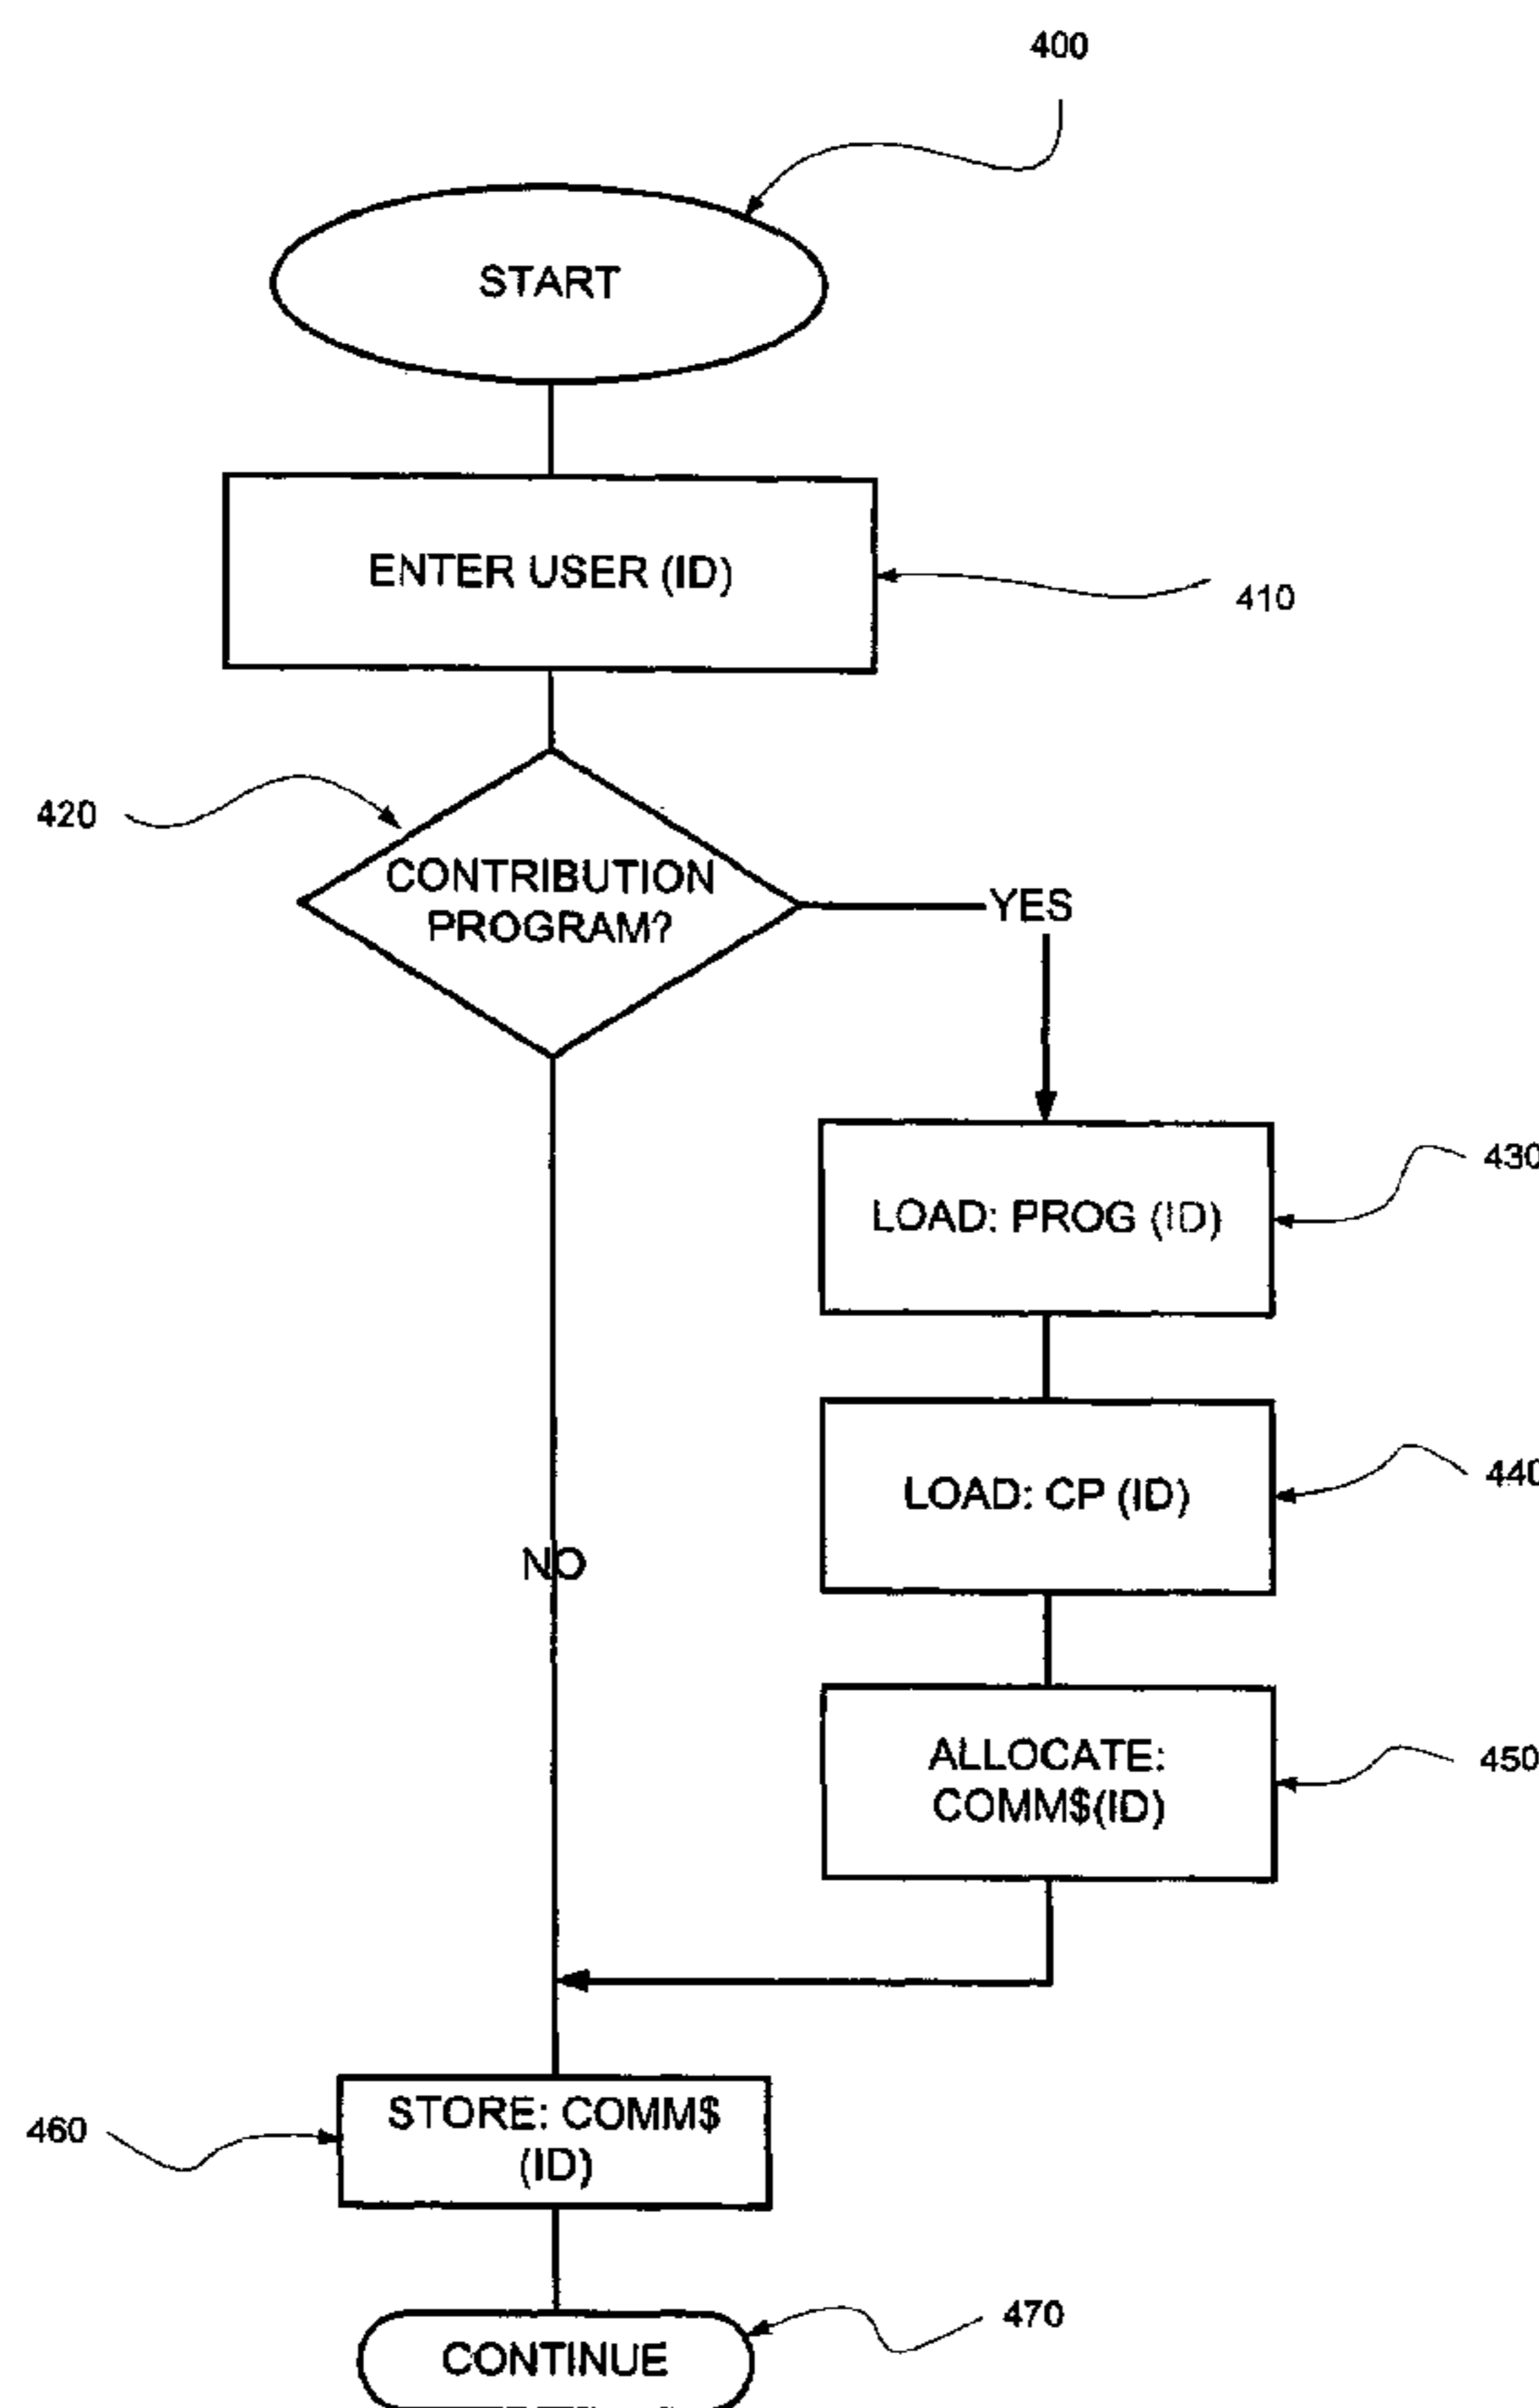 400
START
ENTER USER (ID)
410
420
CONTRIBUTION
PROGRAM?
YES
430
LOAD: PROG (ID)
LOAD: CP (ID)
440
NO
ALLOCATE:
COMM$(ID)
450
STORE: COMM$
(ID)
460
470
CONTINUE